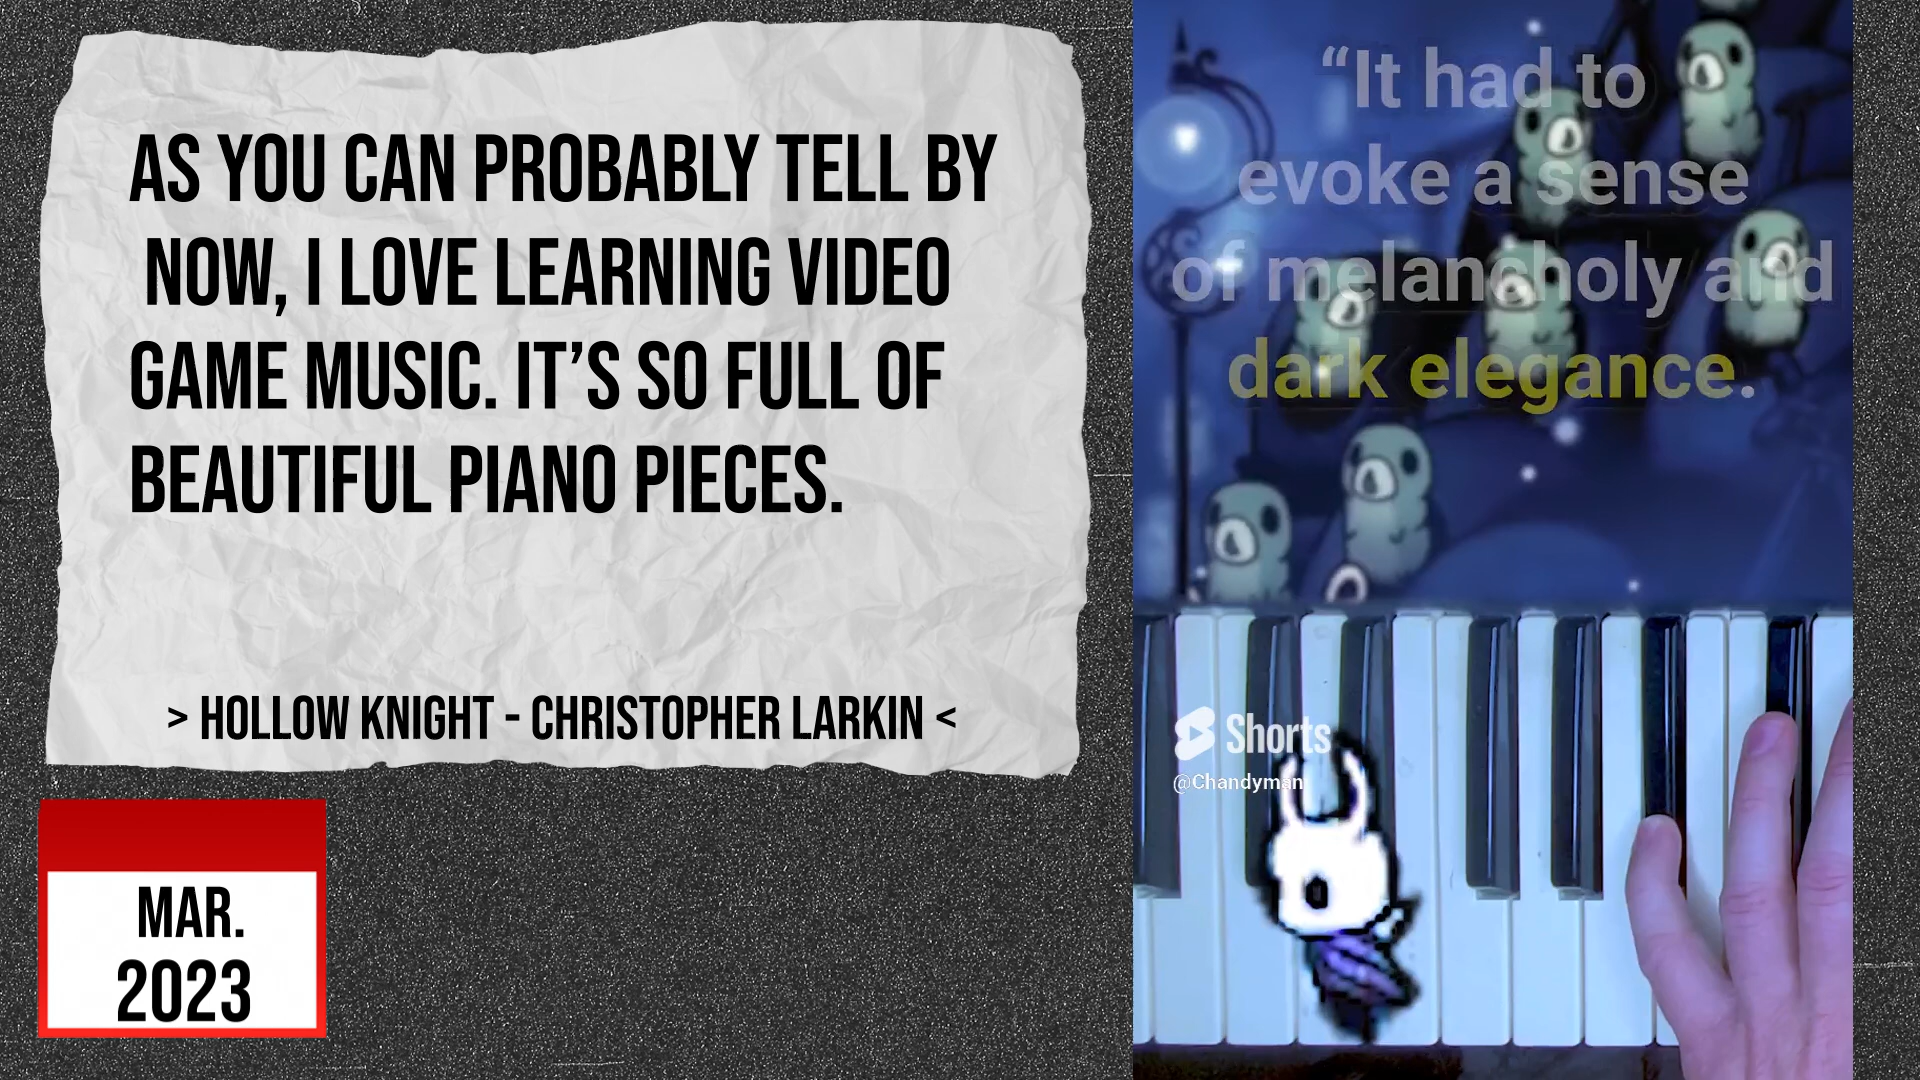 AS YOU CAN PROBABLY TELL BY
NOW, I LOVE LEARNING VIDEO
GAME MUSIC. IT’S SO FULL OF
BEAUTIFUL PIANO PIECES.
> HOLLOW KNIGHT - CHRISTOPHER LARKIN <
MAR.
2023
“It had to
evoke a sense
of melancholy and
dark elegance.
Shorts
@Chandyman